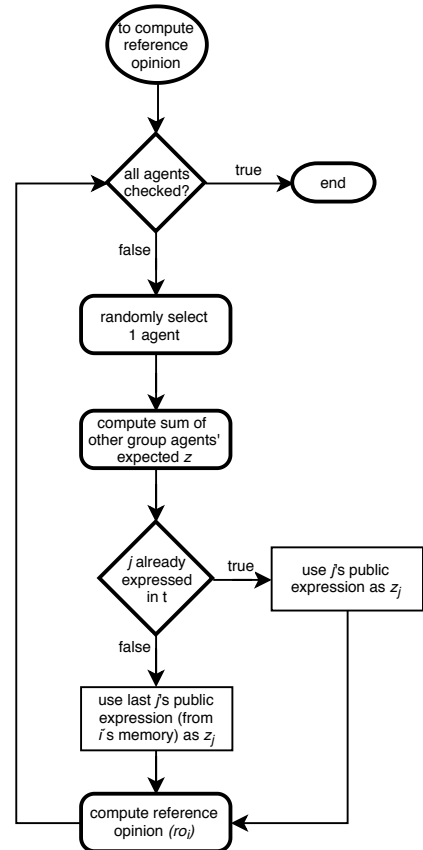 to compute
reference
opinion
all agents
checked?
true
end
false
randomly select
1 agent
compute sum of
other group agents'
expected z
j already
expressed
in t
true
use j's public
expression as zj
false
use last j's public
expression (from
i's memory) as zj
compute reference
opinion (roi)